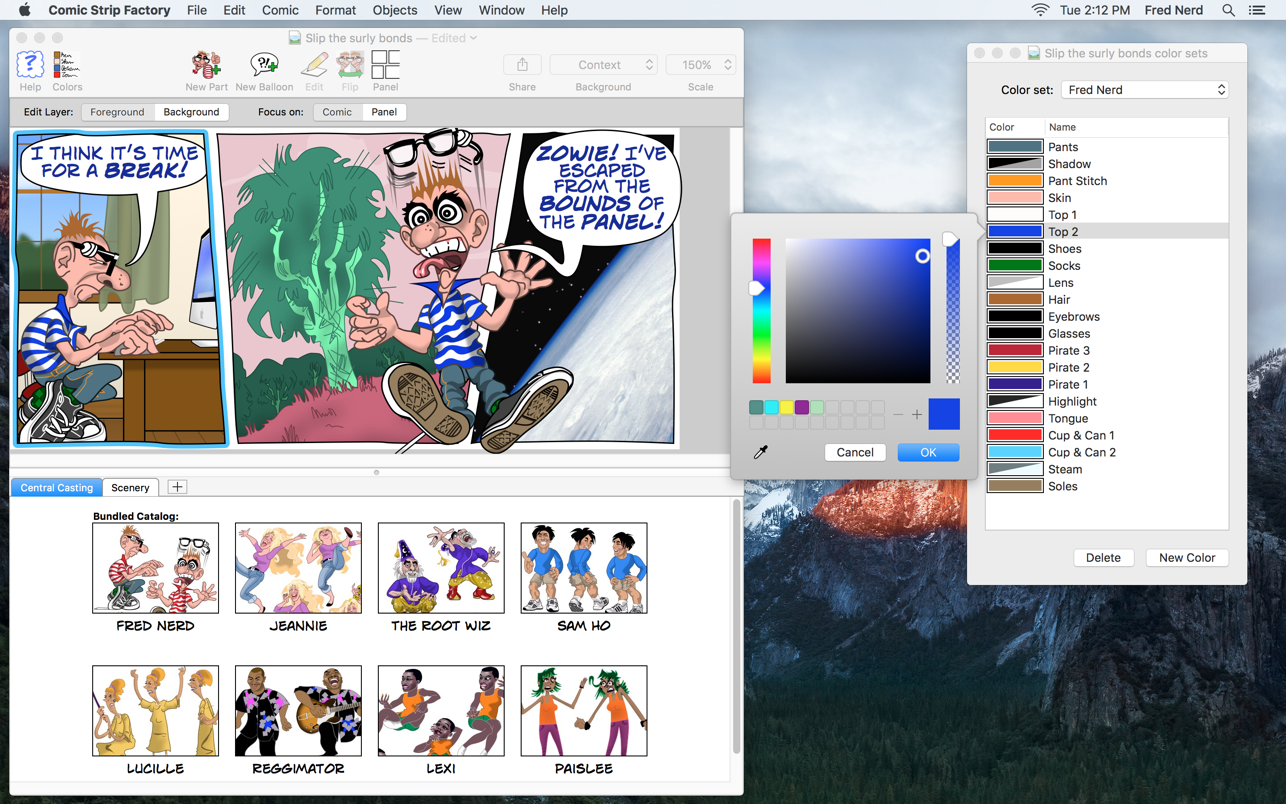 Comic Strip Factory File Edit Comic Format Objects View Window Help Tue 2:12 PM Fred Nerd
Slip the surly bonds — Edited
Help Colors New Part New Balloon Edit Flip Panel Share Context Background 150% Scale
?!
Edit Layer: Foreground Background Focus on: Comic Panel
I THINK IT'S TIME
FOR A BREAK!
ZOWIE! I'VE
ESCAPED
FROM THE
BOUNDS OF
THE PANEL!
Central Casting Scenery +
Bundled Catalog:
FRED NERD JEANNIE THE ROOT WIZ SAM HO
LUCILLE REGGIMATOR LEXI PAISLEE
Cancel OK
Slip the surly bonds color sets
Color set: Fred Nerd
Color Name
Pants
Shadow
Pant Stitch
Skin
Top 1
Top 2
Shoes
Socks
Lens
Hair
Eyebrows
Glasses
Pirate 3
Pirate 2
Pirate 1
Highlight
Tongue
Cup & Can 1
Cup & Can 2
Steam
Soles
Delete New Color